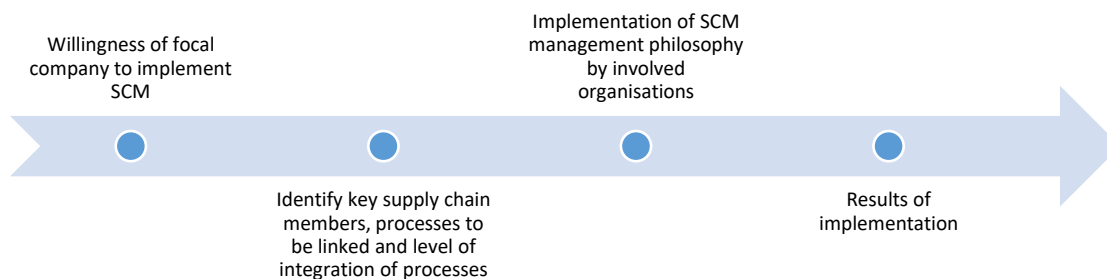 Willingness of focal
company to implement
SCM
Identify key supply chain
members, processes to
be linked and level of
integration of processes
Implementation of SCM
management philosophy
by involved
organisations
Results of
implementation